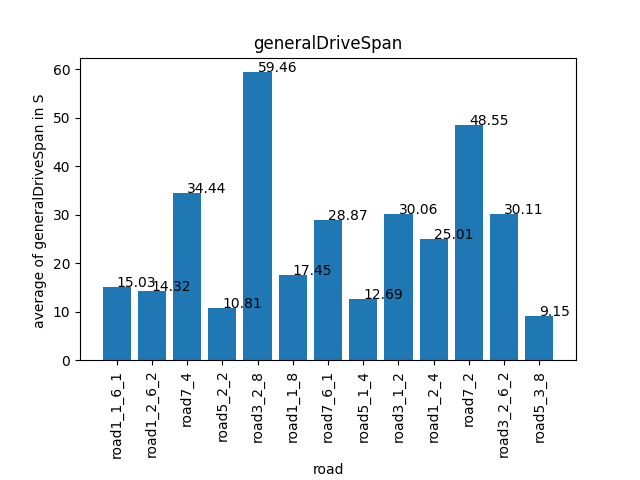 generalDriveSpan
average of generalDriveSpan in S
60
50
40
30
20
10
0
15.03
14.32
34.44
10.81
59.46
17.45
28.87
12.69
30.06
25.01
48.55
30.11
9.15
road1_1_6_1
road1_2_6_2
road7_4
road5_2_2
road3_2_8
road1_1_8
road7_6_1
road5_1_4
road3_1_2
road1_2_4
road7_2
road3_2_6_2
road5_3_8
road